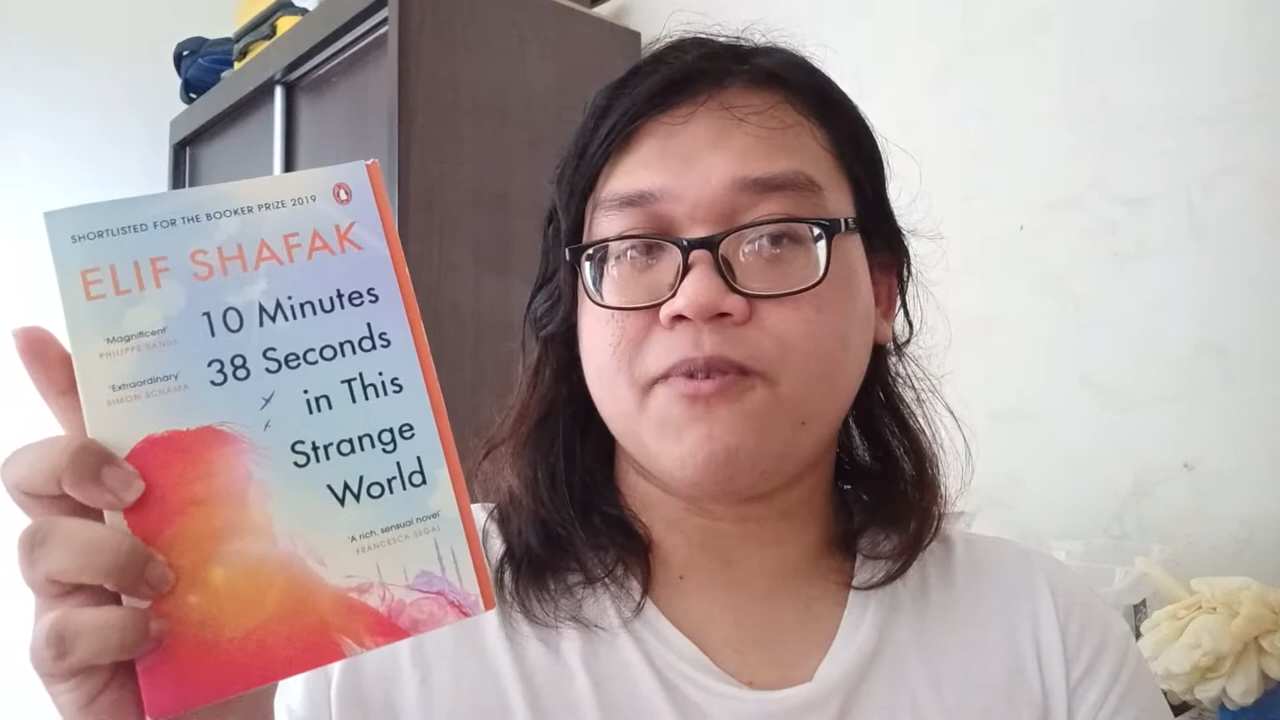 SHORTLISTED FOR THE BOOKER PRIZE 2019
ELIF SHAFAK
10 Minutes
38 Seconds
in This
Strange
World
'Magnificent'
PHILIPPE SANDS
'Extraordinary'
SIMON SCHAMA
'A rich, sensual novel'
FRANCESCA SEGAL